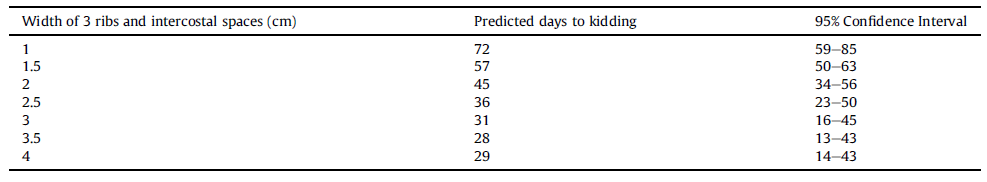 Width of 3 ribs and intercostal spaces (cm) Predicted days to kidding 95% Confidence Interval
1 72 59–85
1.5 57 50–63
2 45 34–56
2.5 36 23–50
3 31 16–45
3.5 28 13–43
4 29 14–43